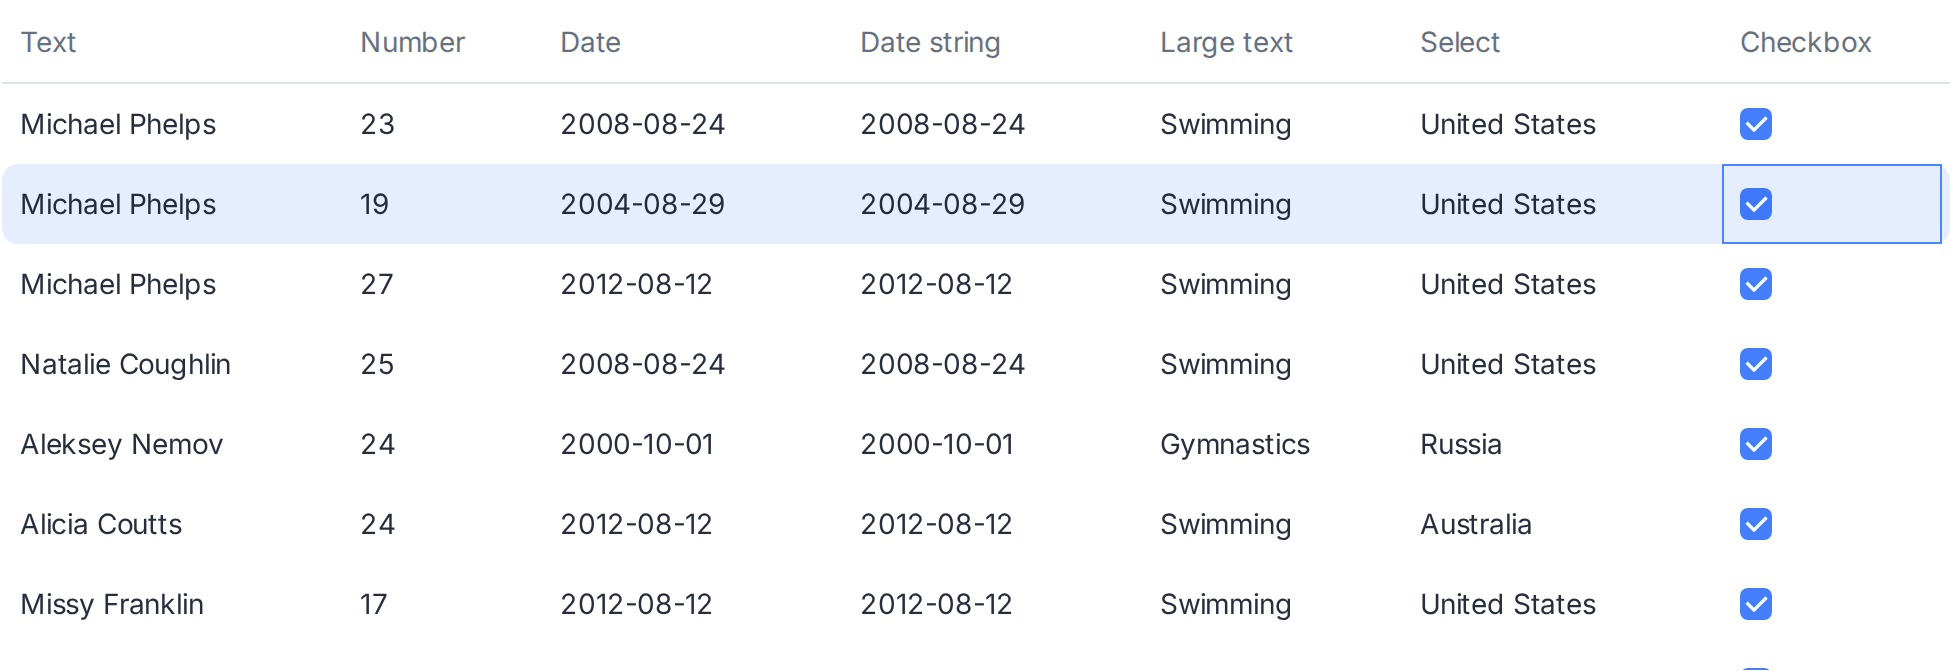 Text Number Date Date string Large text Select Checkbox
Michael Phelps 23 2008-08-24 2008-08-24 Swimming United States
Michael Phelps 19 2004-08-29 2004-08-29 Swimming United States
Michael Phelps 27 2012-08-12 2012-08-12 Swimming United States
Natalie Coughlin 25 2008-08-24 2008-08-24 Swimming United States
Aleksey Nemov 24 2000-10-01 2000-10-01 Gymnastics Russia
Alicia Coutts 24 2012-08-12 2012-08-12 Swimming Australia
Missy Franklin 17 2012-08-12 2012-08-12 Swimming United States